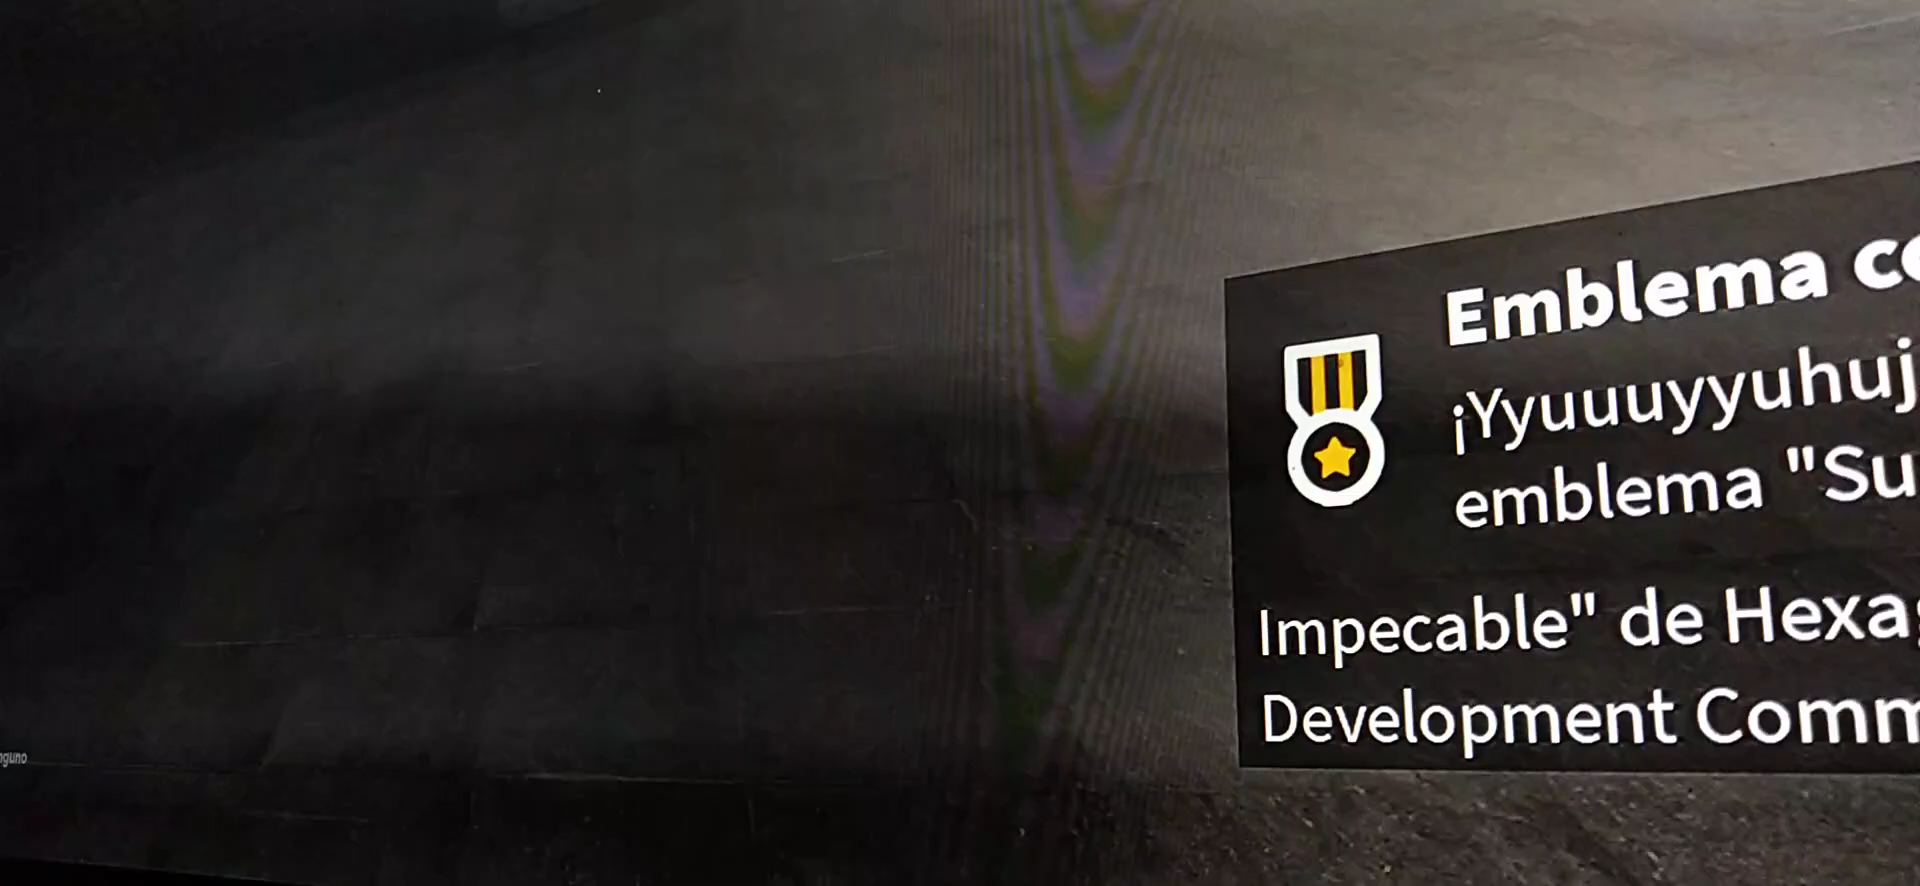 Emblema
¡Yyuuuyyuhuj
emblema "Su
Impecable" de Hexa
Development Comm